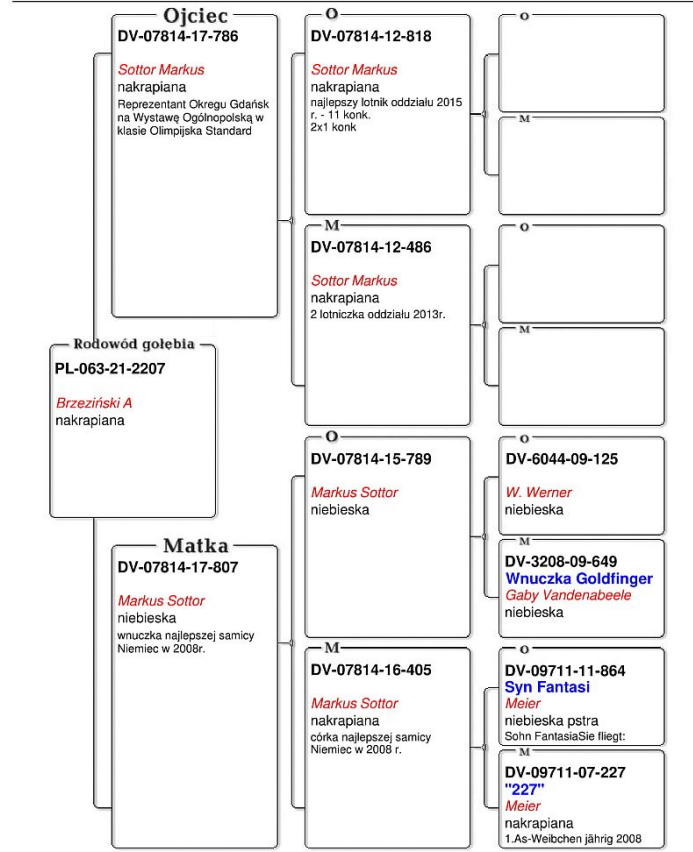 Rodowód gołębia
PL-063-21-2207
Brzeziński A
nakrapiana
Ojciec
DV-07814-17-786
Sottor Markus
nakrapiana
Reprezentant Okregu Gdańsk
na Wystawę Ogólnopolską w
klasie Olimpijska Standard
Matka
DV-07814-17-807
Markus Sottor
niebieska
wnuczka najlepszej samicy
Niemiec w 2008r.
O
DV-07814-12-818
Sottor Markus
nakrapiana
najlepszy lotnik oddziału 2015
r. - 11 konk.
2x1 konk
M
DV-07814-12-486
Sottor Markus
nakrapiana
2 lotniczka oddziału 2013r.
O
DV-07814-15-789
Markus Sottor
niebieska
M
DV-07814-16-405
Markus Sottor
nakrapiana
córka najlepszej samicy
Niemiec w 2008 r.
O
M
O
M
O
DV-6044-09-125
W. Werner
niebieska
M
DV-3208-09-649
Wnuczka Goldfinger
Gaby Vandenabeele
niebieska
O
DV-09711-11-864
Syn Fantasi
Meier
niebieska pstra
Sohn FantasiaSie fliegt:
M
DV-09711-07-227
"227"
Meier
nakrapiana
1.As-Weibchen jährig 2008